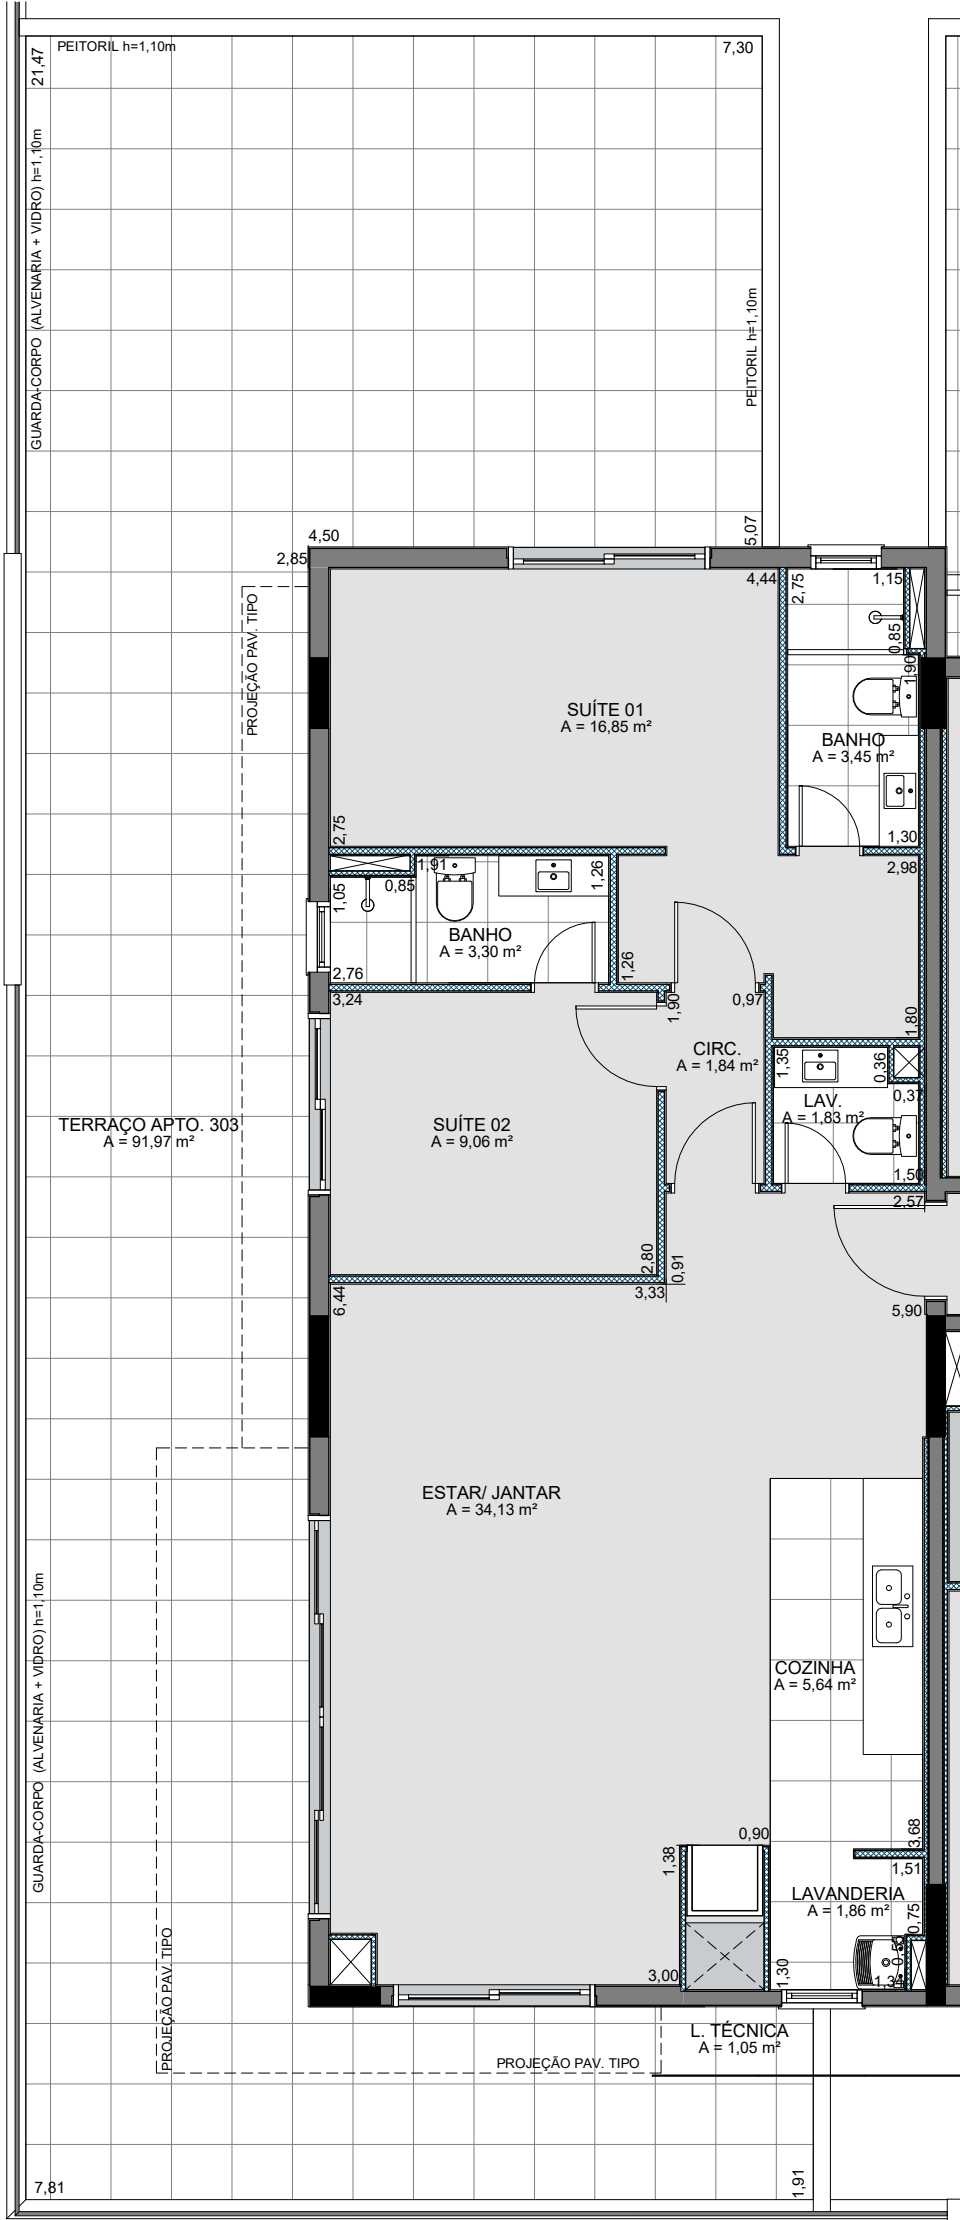 PEITORIL h=1,10m
7,30
21,47
GUARDA-CORPO (ALVENARIA + VIDRO) h=1,10m
PEITORIL h=1,10m
5,07
4,50
2,85
4,44
2,75
1,15
0,85
1,90
PROJEÇÃO PAV. TIPO
SUÍTE 01
A = 16,85 m²
BANHO
A = 3,45 m²
1,30
2,75
2,98
1,91
0,85
1,05
1,26
BANHO
A = 3,30 m²
1,26
2,76
3,24
1,90
0,97
1,80
CIRC.
A = 1,84 m²
1,35
0,36
0,37
LAV.
A = 1,83 m²
1,50
TERRAÇO APTO. 303
A = 91,97 m²
SUÍTE 02
A = 9,06 m²
2,57
2,80
0,91
6,44
3,33
5,90
ESTAR/ JANTAR
A = 34,13 m²
GUARDA-CORPO (ALVENARIA + VIDRO) h=1,10m
COZINHA
A = 5,64 m²
3,68
0,90
1,38
1,51
LAVANDERIA
A = 1,86 m²
0,75
1,30
1,34
3,00
PROJEÇÃO PAV. TIPO
L. TÉCNICA
A = 1,05 m²
PROJEÇÃO PAV. TIPO
7,81
1,91